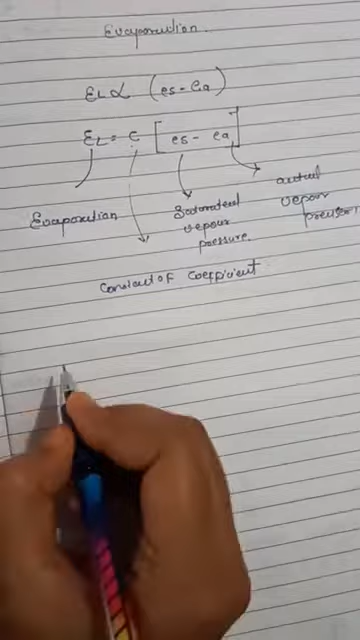 Evaporation.
EL ∝ (es - ea)
EL = C [es - ea]
Evaporation
Saturated vapour pressure.
actual vapour pressure
Constant of Coefficient